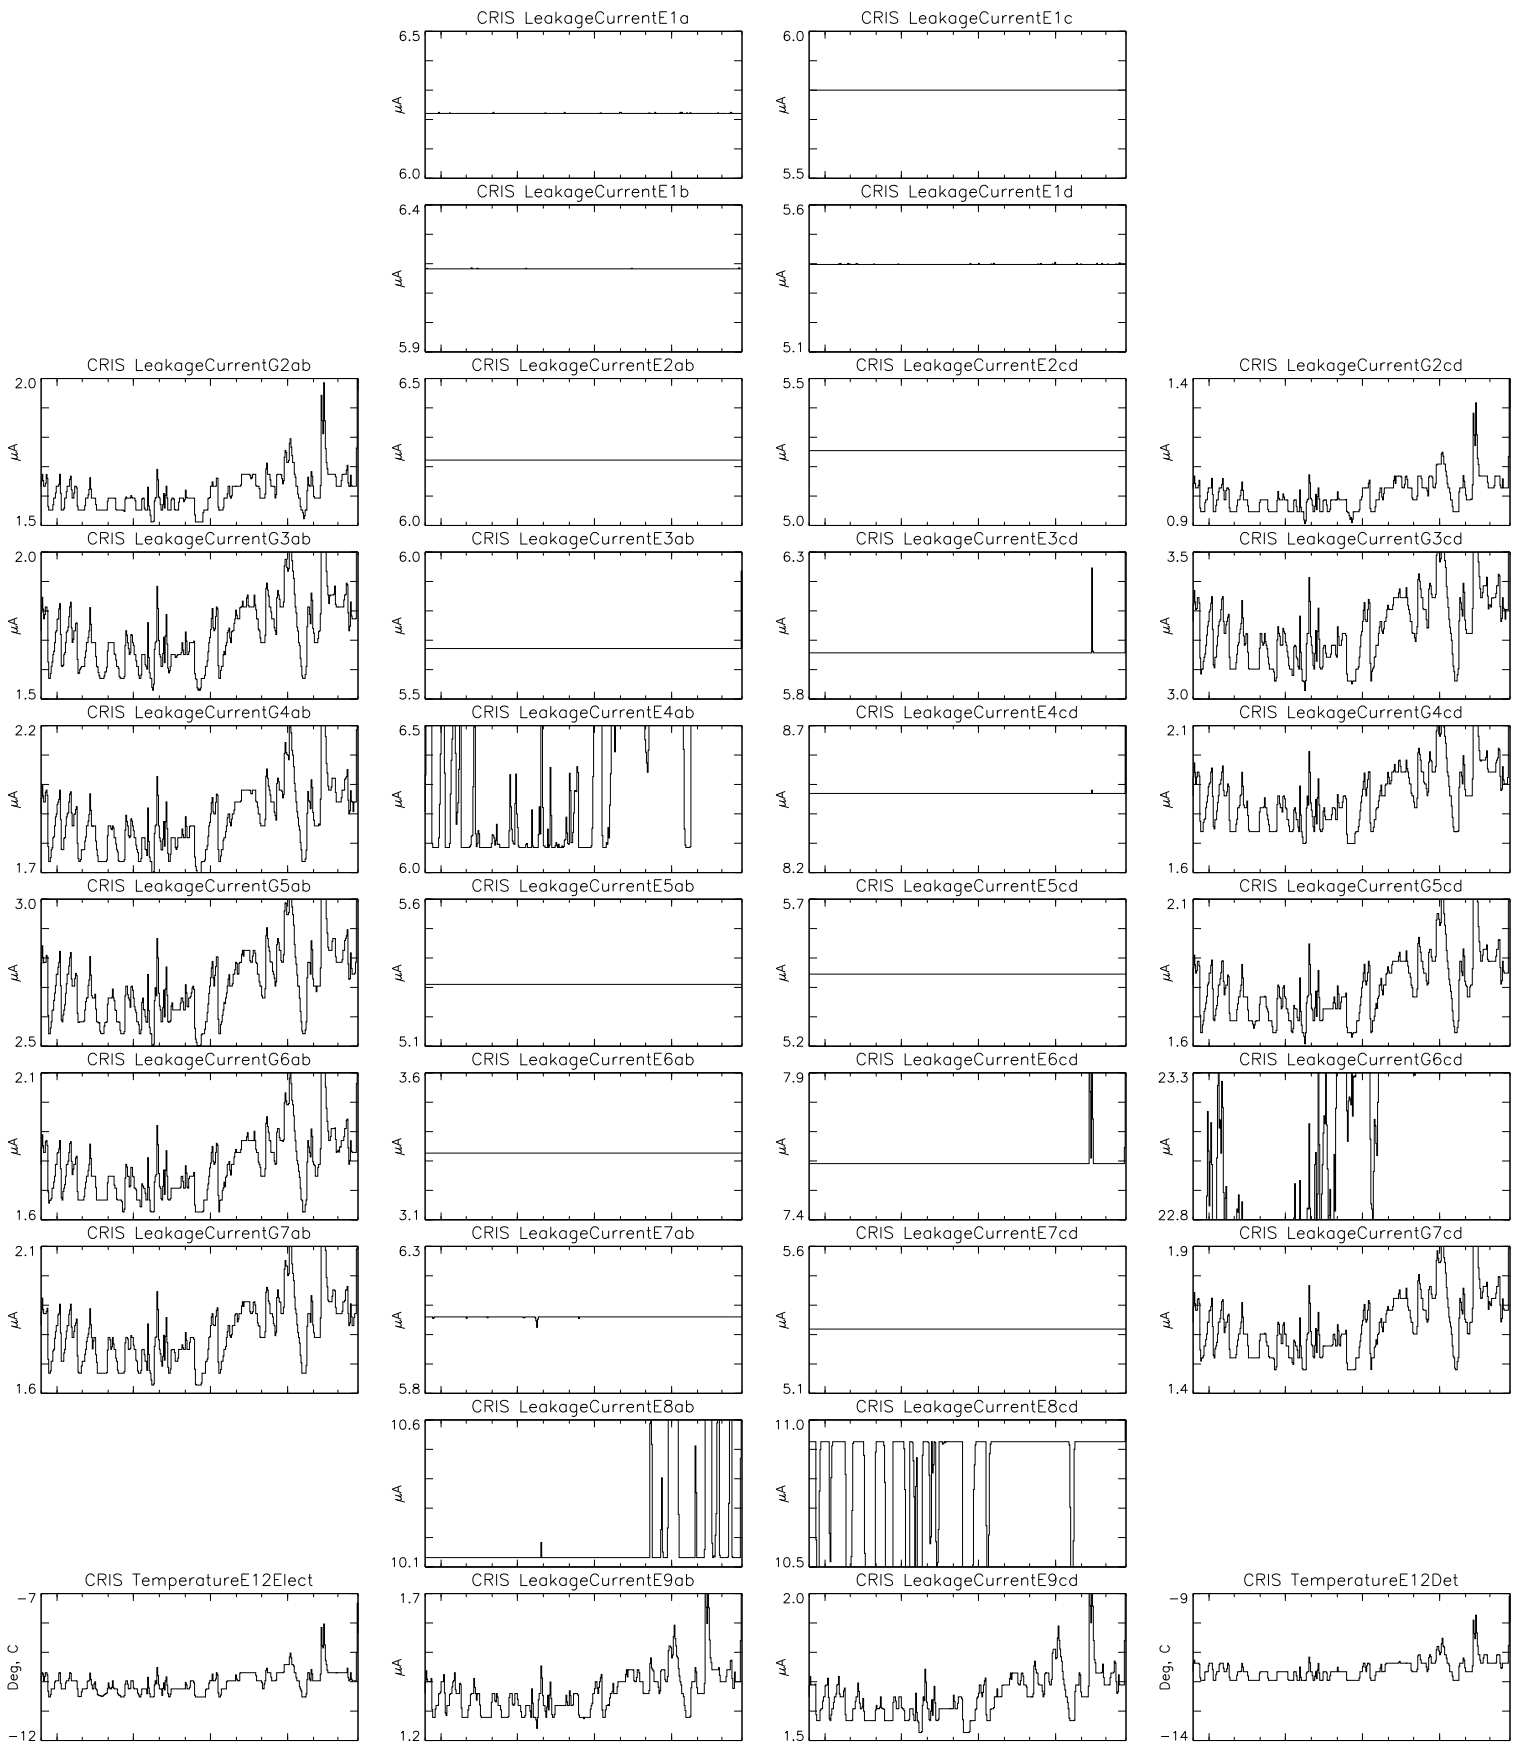 CRIS LeakageCurrentE1a
6.5
μA
6.0
CRIS LeakageCurrentE1c
6.0
μA
5.5
CRIS LeakageCurrentE1b
6.4
μA
5.9
CRIS LeakageCurrentE1d
5.6
μA
5.1
CRIS LeakageCurrentG2ab
2.0
μA
1.5
CRIS LeakageCurrentE2ab
6.5
μA
6.0
CRIS LeakageCurrentE2cd
5.5
μA
5.0
CRIS LeakageCurrentG2cd
1.4
μA
0.9
CRIS LeakageCurrentG3ab
2.0
μA
1.5
CRIS LeakageCurrentE3ab
6.0
μA
5.5
CRIS LeakageCurrentE3cd
6.3
μA
5.8
CRIS LeakageCurrentG3cd
3.5
μA
3.0
CRIS LeakageCurrentG4ab
2.2
μA
1.7
CRIS LeakageCurrentE4ab
6.5
μA
6.0
CRIS LeakageCurrentE4cd
8.7
μA
8.2
CRIS LeakageCurrentG4cd
2.1
μA
1.6
CRIS LeakageCurrentG5ab
3.0
μA
2.5
CRIS LeakageCurrentE5ab
5.6
μA
5.1
CRIS LeakageCurrentE5cd
5.7
μA
5.2
CRIS LeakageCurrentG5cd
2.1
μA
1.6
CRIS LeakageCurrentG6ab
2.1
μA
1.6
CRIS LeakageCurrentE6ab
3.6
μA
3.1
CRIS LeakageCurrentE6cd
7.9
μA
7.4
CRIS LeakageCurrentG6cd
23.3
μA
22.8
CRIS LeakageCurrentG7ab
2.1
μA
1.6
CRIS LeakageCurrentE7ab
6.3
μA
5.8
CRIS LeakageCurrentE7cd
5.6
μA
5.1
CRIS LeakageCurrentG7cd
1.9
μA
1.4
CRIS LeakageCurrentE8ab
10.6
μA
10.1
CRIS LeakageCurrentE8cd
11.0
μA
10.5
CRIS TemperatureE12Elect
-7
Deg, C
-12
CRIS LeakageCurrentE9ab
1.7
μA
1.2
CRIS LeakageCurrentE9cd
2.0
μA
1.5
CRIS TemperatureE12Det
-9
Deg, C
-14